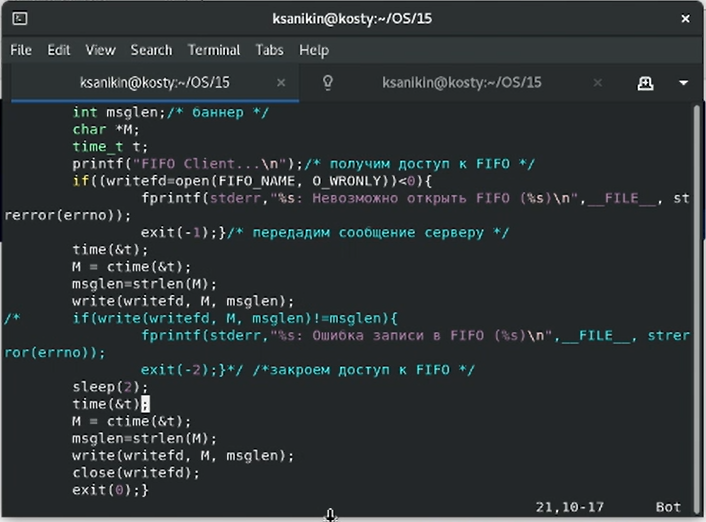 ksanikin@kosty:~/OS/15
File Edit View Search Terminal Tabs Help
ksanikin@kosty:~/OS/15 ksanikin@kosty:~/OS/15
int msglen;/* баннер */
char *M;
time_t t;
printf("FIFO Client...\n");/* получим доступ к FIFO */
if((writefd=open(FIFO_NAME, O_WRONLY))<0){
fprintf(stderr,"%s: Невозможно открыть FIFO (%s)\n",__FILE__, st
rerror(errno));
exit(-1);}/* передадим сообщение серверу */
time(&t);
M = ctime(&t);
msglen=strlen(M);
write(writefd, M, msglen);
/* if(write(writefd, M, msglen)!=msglen){
fprintf(stderr,"%s: Ошибка записи в FIFO (%s)\n",__FILE__, strer
ror(errno));
exit(-2);}*/ /*закроем доступ к FIFO */
sleep(2);
time(&t);
M = ctime(&t);
msglen=strlen(M);
write(writefd, M, msglen);
close(writefd);
exit(0);}
21,10-17 Bot